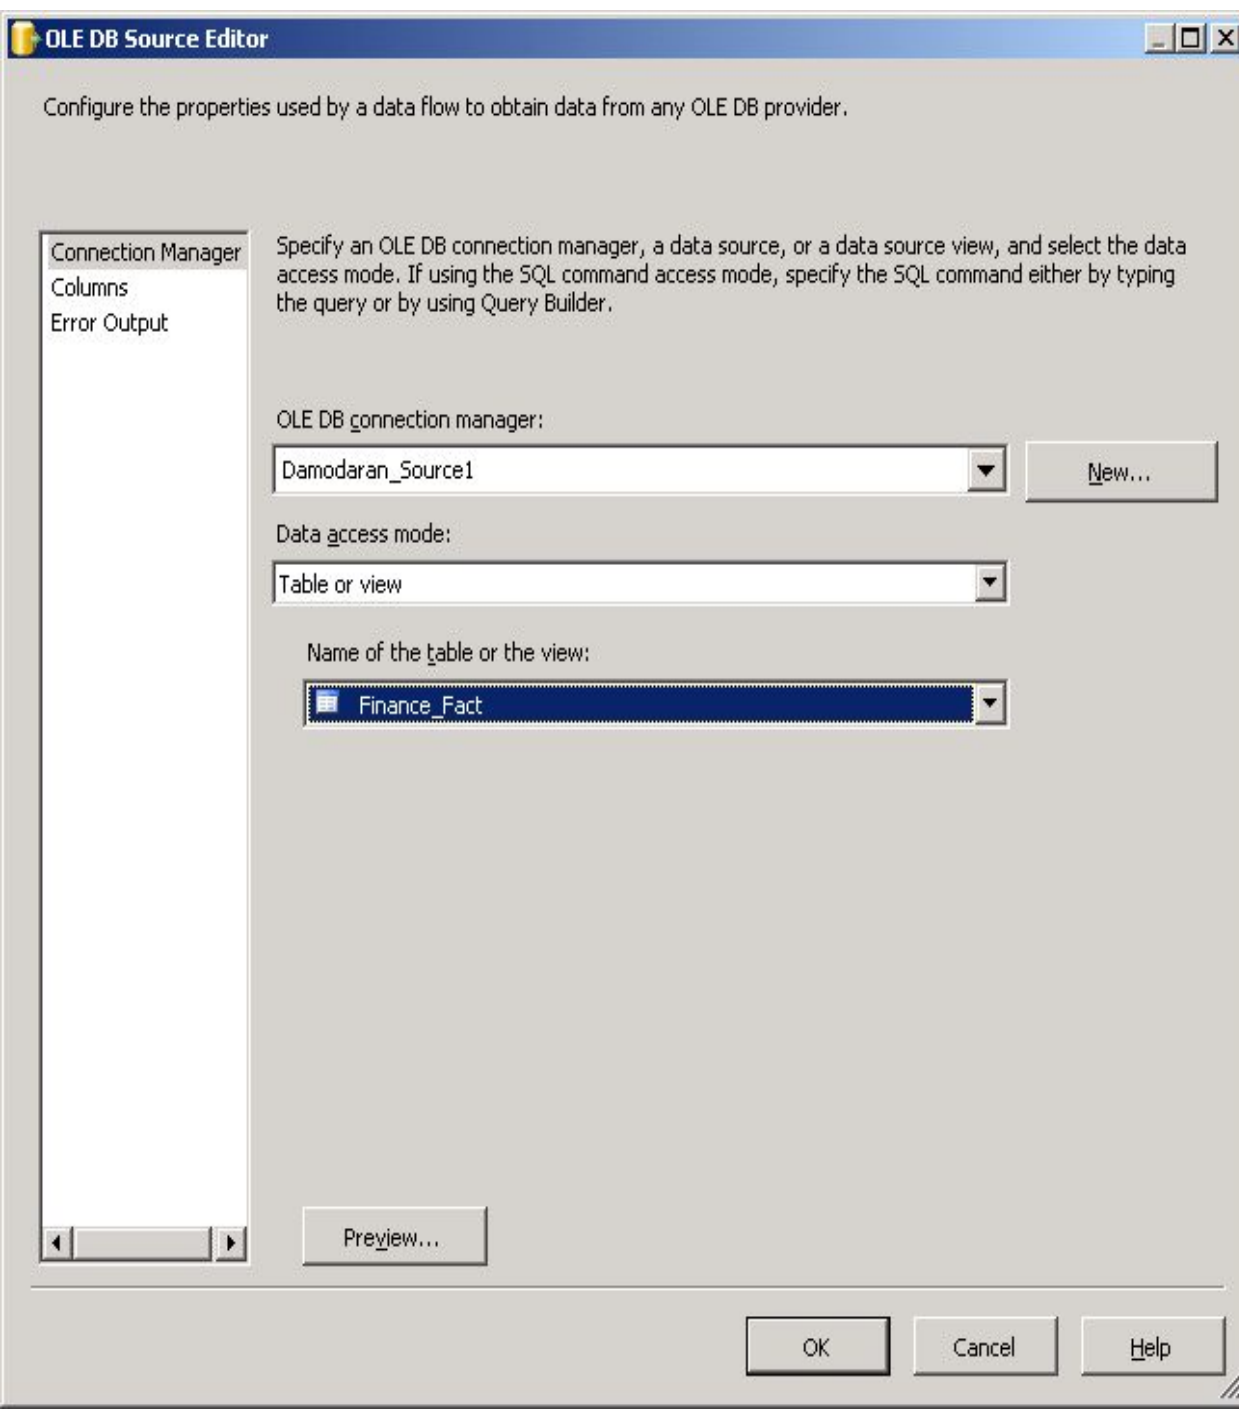 OLE DB Source Editor
Configure the properties used by a data flow to obtain data from any OLE DB provider.
Connection Manager
Columns
Error Output
Specify an OLE DB connection manager, a data source, or a data source view, and select the data
access mode. If using the SQL command access mode, specify the SQL command either by typing
the query or by using Query Builder.
OLE DB connection manager:
Damodaran_Source1
New...
Data access mode:
Table or view
Name of the table or the view:
Finance_Fact
Preview...
OK
Cancel
Help